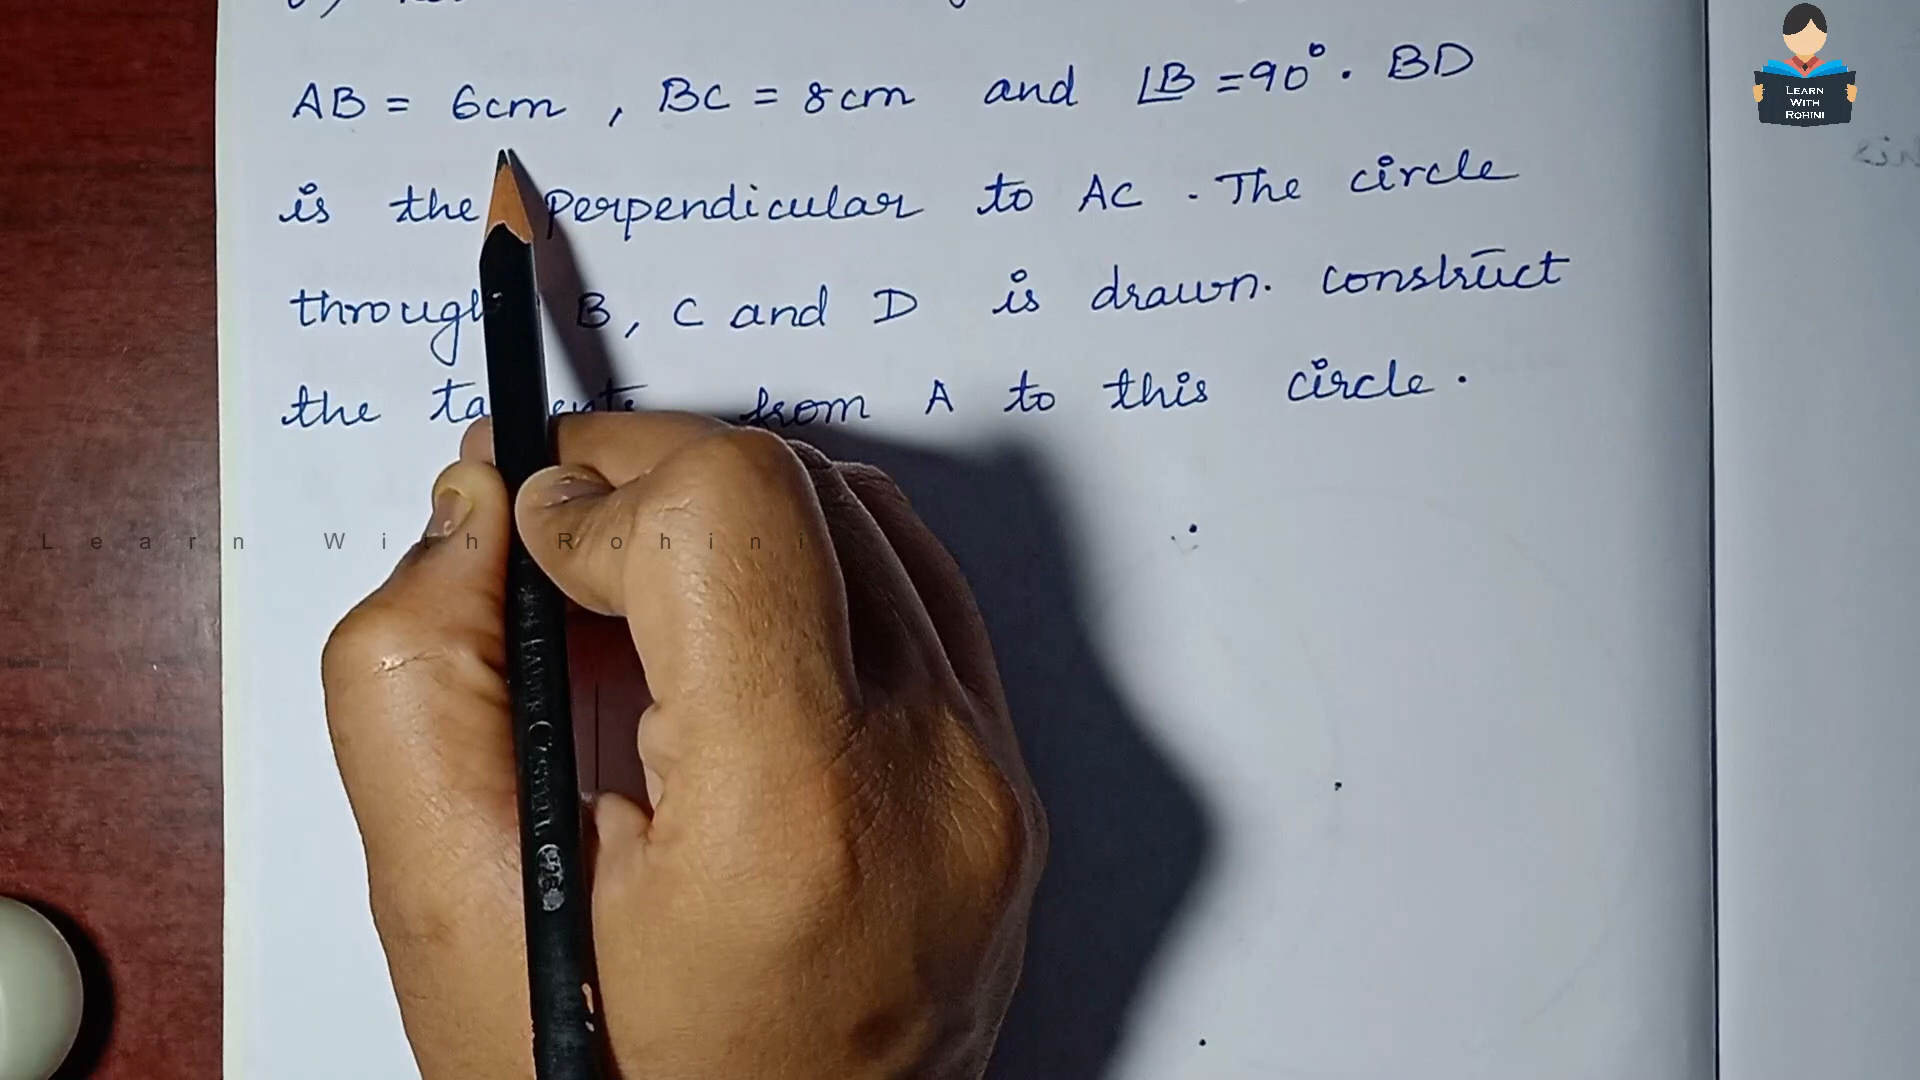 AB = 6cm , BC = 8cm and ∠B = 90°. BD
is the perpendicular to AC. The circle
B, C and D is drawn. construct
the from A to this circle.
LEARN
WITH
ROHINI
Learn With Rohini